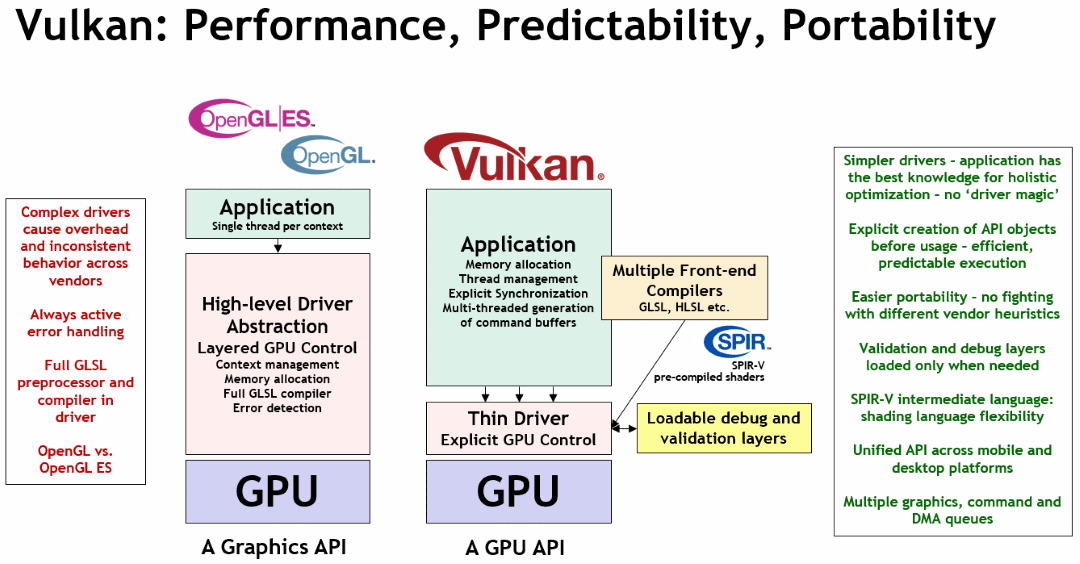 Vulkan: Performance, Predictability, Portability
OpenGL|ES™
OpenGL.
Vulkan®
Complex drivers
cause overhead
and inconsistent
behavior across
vendors
Always active
error handling
Full GLSL
preprocessor and
compiler in
driver
OpenGL vs.
OpenGL ES
Application
Single thread per context
High-level Driver
Abstraction
Layered GPU Control
Context management
Memory allocation
Full GLSL compiler
Error detection
GPU
A Graphics API
Application
Memory allocation
Thread management
Explicit Synchronization
Multi-threaded generation
of command buffers
Multiple Front-end
Compilers
GLSL, HLSL etc.
SPIR™
SPIR-V
pre-compiled shaders
Thin Driver
Explicit GPU Control
Loadable debug and
validation layers
GPU
A GPU API
Simpler drivers - application has
the best knowledge for holistic
optimization – no ‘driver magic’
Explicit creation of API objects
before usage – efficient,
predictable execution
Easier portability – no fighting
with different vendor heuristics
Validation and debug layers
loaded only when needed
SPIR-V intermediate language:
shading language flexibility
Unified API across mobile and
desktop platforms
Multiple graphics, command and
DMA queues